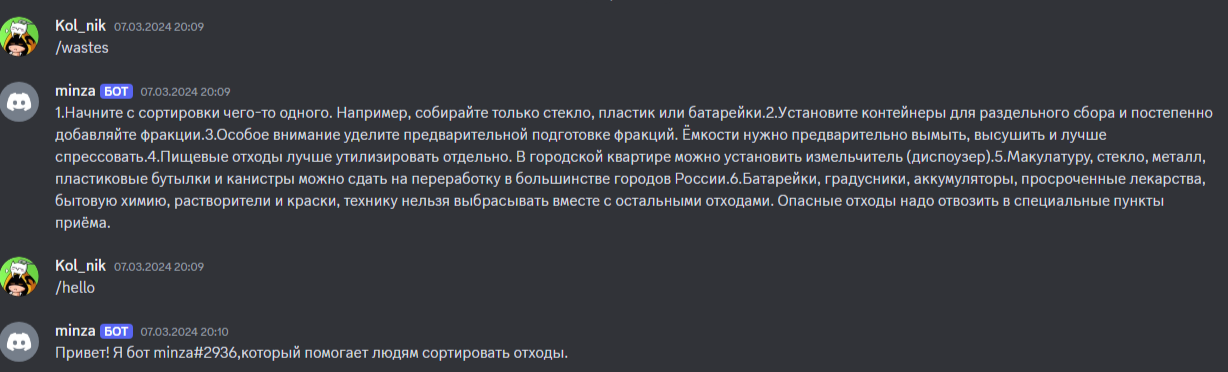 Kol_nik 07.03.2024 20:09
/wastes
minza БОТ 07.03.2024 20:09
1.Начните с сортировки чего-то одного. Например, собирайте только стекло, пластик или батарейки.2.Установите контейнеры для раздельного сбора и постепенно
добавляйте фракции.3.Особое внимание уделите предварительной подготовке фракций. Ёмкости нужно предварительно вымыть, высушить и лучше
спрессовать.4.Пищевые отходы лучше утилизировать отдельно. В городской квартире можно установить измельчитель (диспоузер).5.Макулатуру, стекло, металл,
пластиковые бутылки и канистры можно сдать на переработку в большинстве городов России.6.Батарейки, градусники, аккумуляторы, просроченные лекарства,
бытовую химию, растворители и краски, технику нельзя выбрасывать вместе с остальными отходами. Опасные отходы надо отвозить в специальные пункты
приёма.
Kol_nik 07.03.2024 20:09
/hello
minza БОТ 07.03.2024 20:10
Привет! Я бот minza#2936,который помогает людям сортировать отходы.